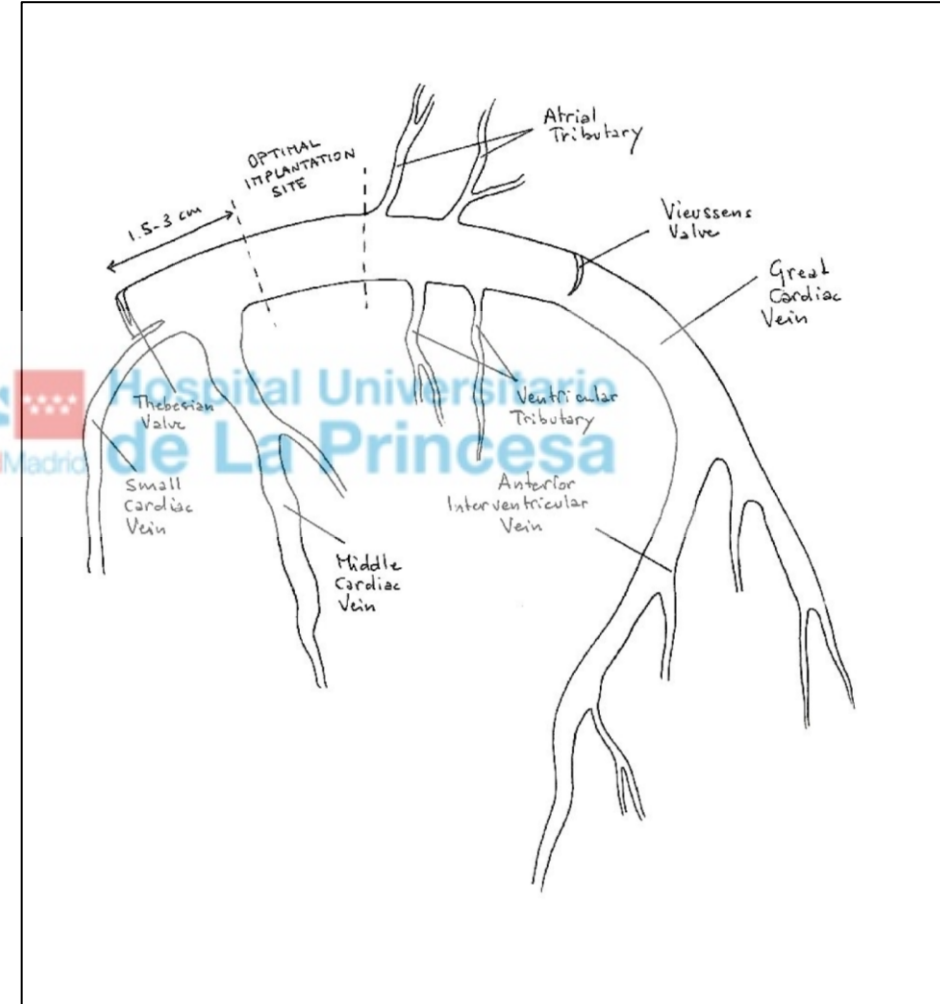 Atrial
Tributary
OPTIMAL
IMPLANTATION
SITE
1.5-3 cm
Vieussens
Valve
Great
Cardiac
Vein
Hospital Universitario
de La Princesa
Madrid
Thebesian
Valve
Ventricular
Tributary
Small
Cardiac
Vein
Anterior
Interventricular
Vein
Middle
Cardiac
Vein